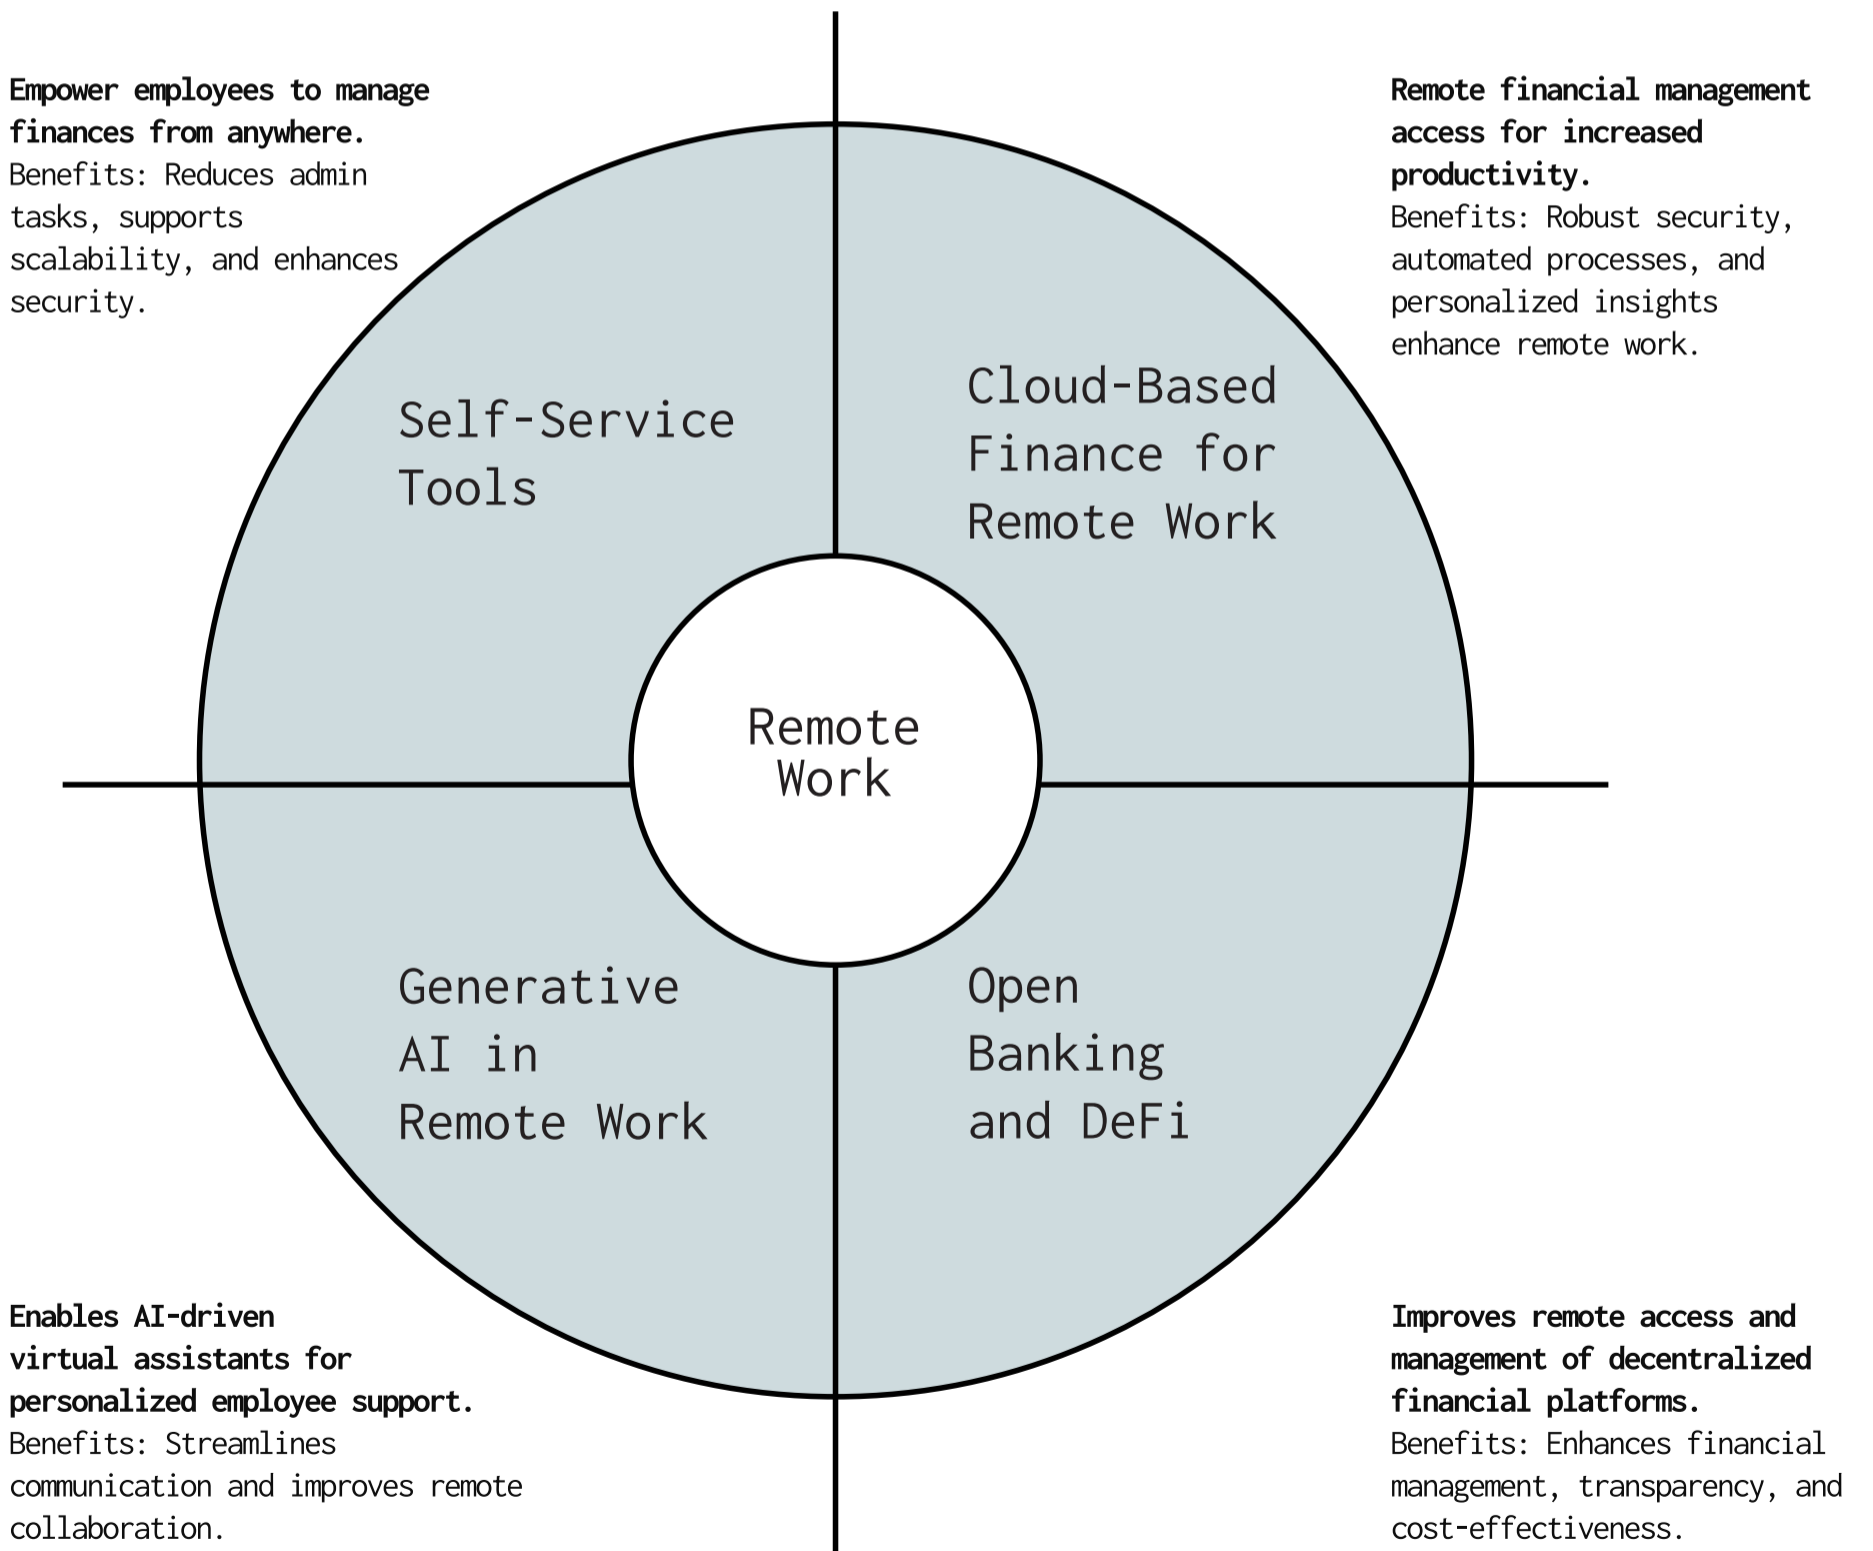 Empower employees to manage
finances from anywhere.
Benefits: Reduces admin
tasks, supports
scalability, and enhances
security.
Remote financial management
access for increased
productivity.
Benefits: Robust security,
automated processes, and
personalized insights
enhance remote work.
Self-Service
Tools
Cloud-Based
Finance for
Remote Work
Remote
Work
Generative
AI in
Remote Work
Open
Banking
and DeFi
Enables AI-driven
virtual assistants for
personalized employee support.
Benefits: Streamlines
communication and improves remote
collaboration.
Improves remote access and
management of decentralized
financial platforms.
Benefits: Enhances financial
management, transparency, and
cost-effectiveness.